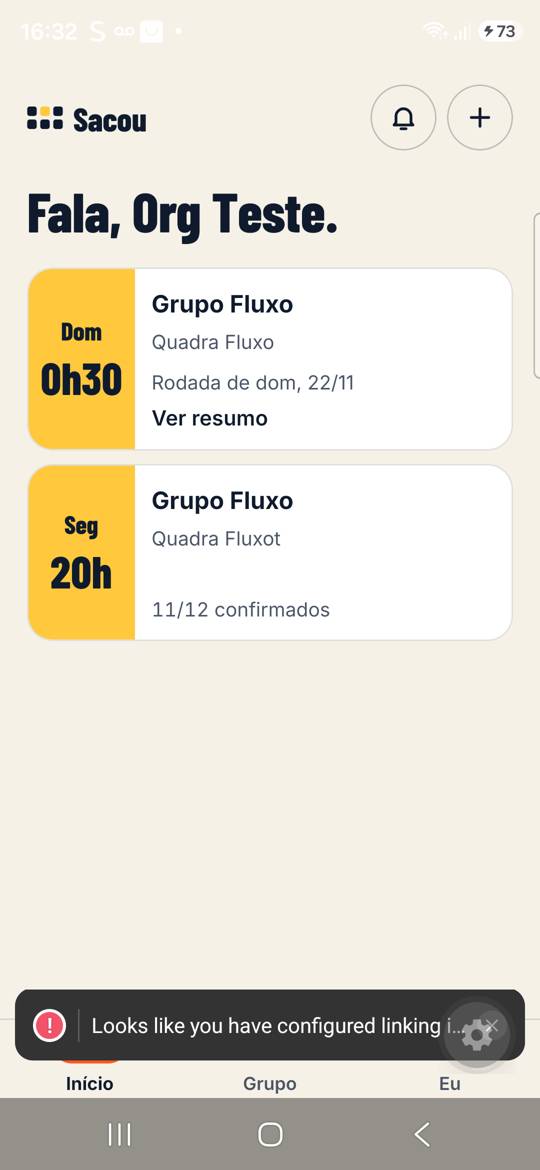 16:32
73
Sacou
Fala, Org Teste.
Dom
0h30
Grupo Fluxo
Quadra Fluxo
Rodada de dom, 22/11
Ver resumo
Seg
20h
Grupo Fluxo
Quadra Fluxot
11/12 confirmados
Looks like you have configured linking i...
Início
Grupo
Eu